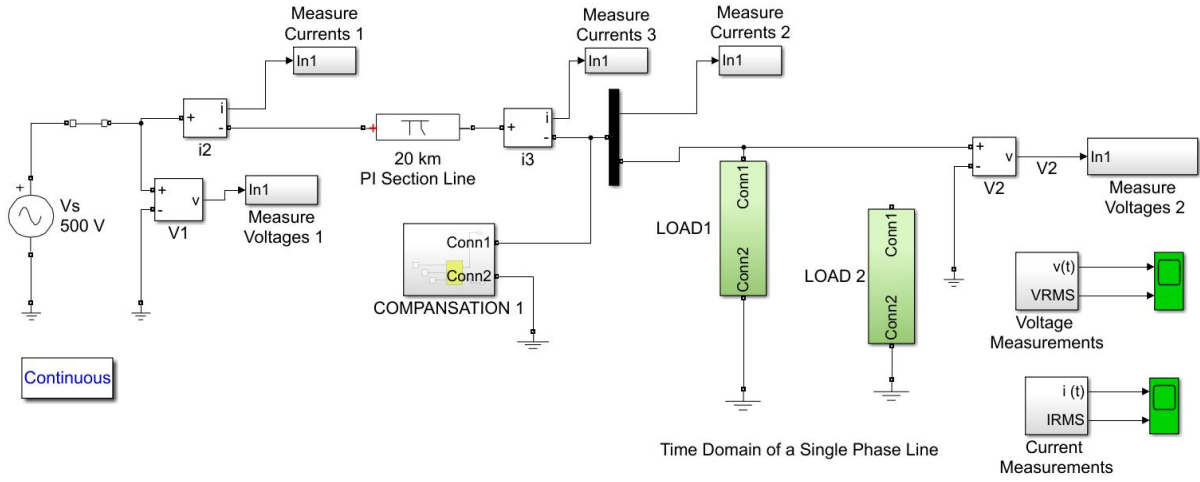 Measure
Currents 1
In1
Measure
Currents 3
In1
Measure
Currents 2
In1
+
i
-
i2
+
20 km
PI Section Line
+
i
-
i3
+
Vs
500 V
+
-
v
V1
In1
Measure
Voltages 1
Conn1
Conn2
COMPANSATION 1
LOAD1
Conn1
Conn2
LOAD 2
Conn1
Conn2
+
-
v
V2
V2
In1
Measure
Voltages 2
v(t)
VRMS
Voltage
Measurements
i (t)
IRMS
Current
Measurements
Continuous
Time Domain of a Single Phase Line